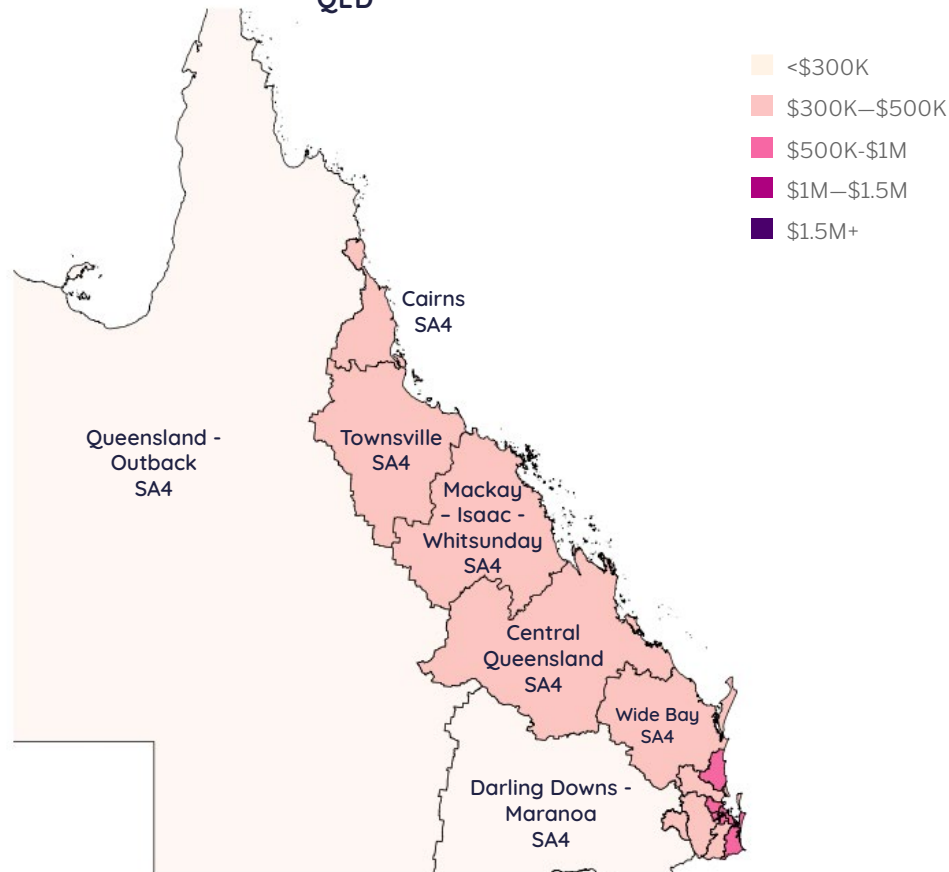 QLD
<$300K
$300K—$500K
$500K-$1M
$1M—$1.5M
$1.5M+
Cairns
SA4
Queensland -
Outback
SA4
Townsville
SA4
Mackay
– Isaac -
Whitsunday
SA4
Central
Queensland
SA4
Wide Bay
SA4
Darling Downs -
Maranoa
SA4